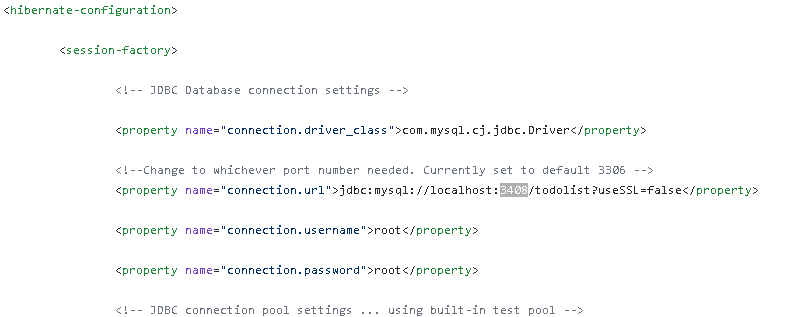 <hibernate-configuration>
<session-factory>
<!-- JDBC Database connection settings -->
<property name="connection.driver_class">com.mysql.cj.jdbc.Driver</property>
<!--Change to whichever port number needed. Currently set to default 3306 -->
<property name="connection.url">jdbc:mysql://localhost:3408/todolist?useSSL=false</property>
<property name="connection.username">root</property>
<property name="connection.password">root</property>
<!-- JDBC connection pool settings ... using built-in test pool -->